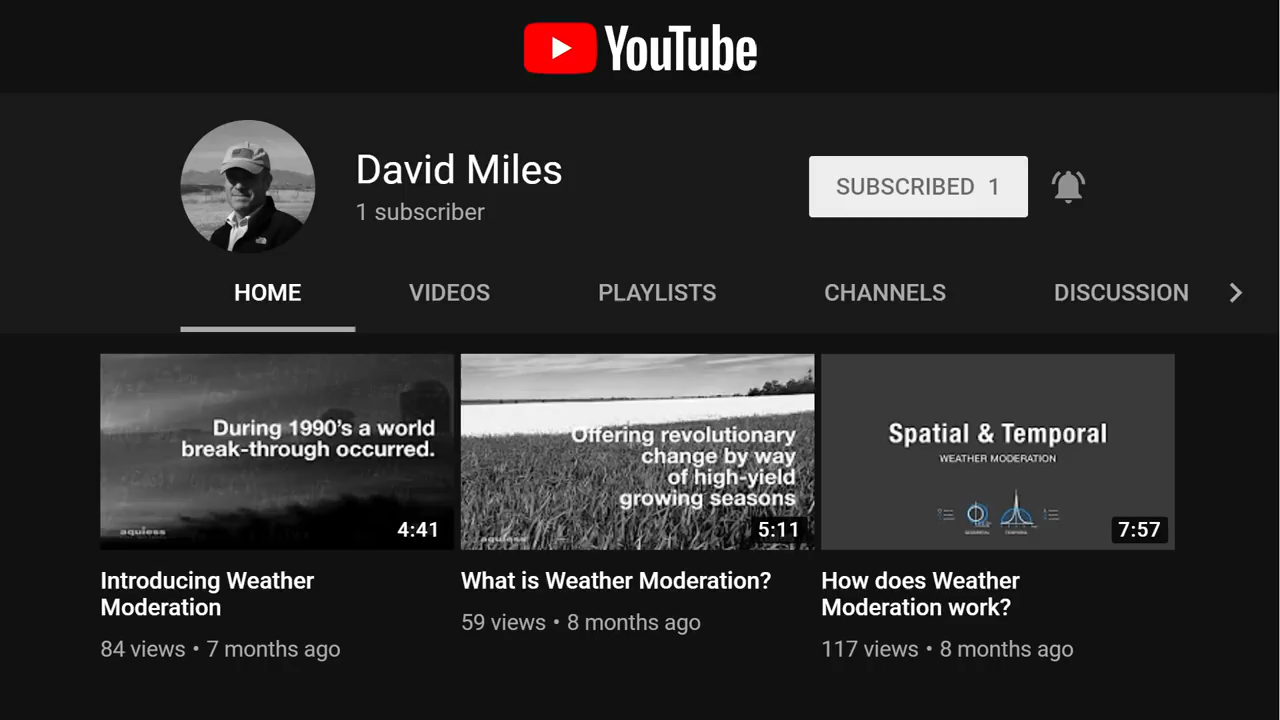 YouTube
David Miles
1 subscriber
SUBSCRIBED 1
HOME
VIDEOS
PLAYLISTS
CHANNELS
DISCUSSION
During 1990's a world
break-through occurred.
aquiess
4:41
Offering revolutionary
change by way
of high-yield
growing seasons
aquiess
5:11
Spatial & Temporal
WEATHER MODERATION
7:57
Introducing Weather
Moderation
84 views • 7 months ago
What is Weather Moderation?
59 views • 8 months ago
How does Weather
Moderation work?
117 views • 8 months ago